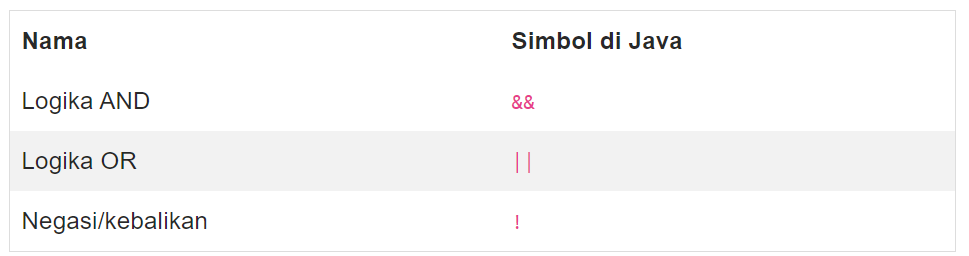 Nama Simbol di Java
Logika AND &&
Logika OR ||
Negasi/kebalikan !